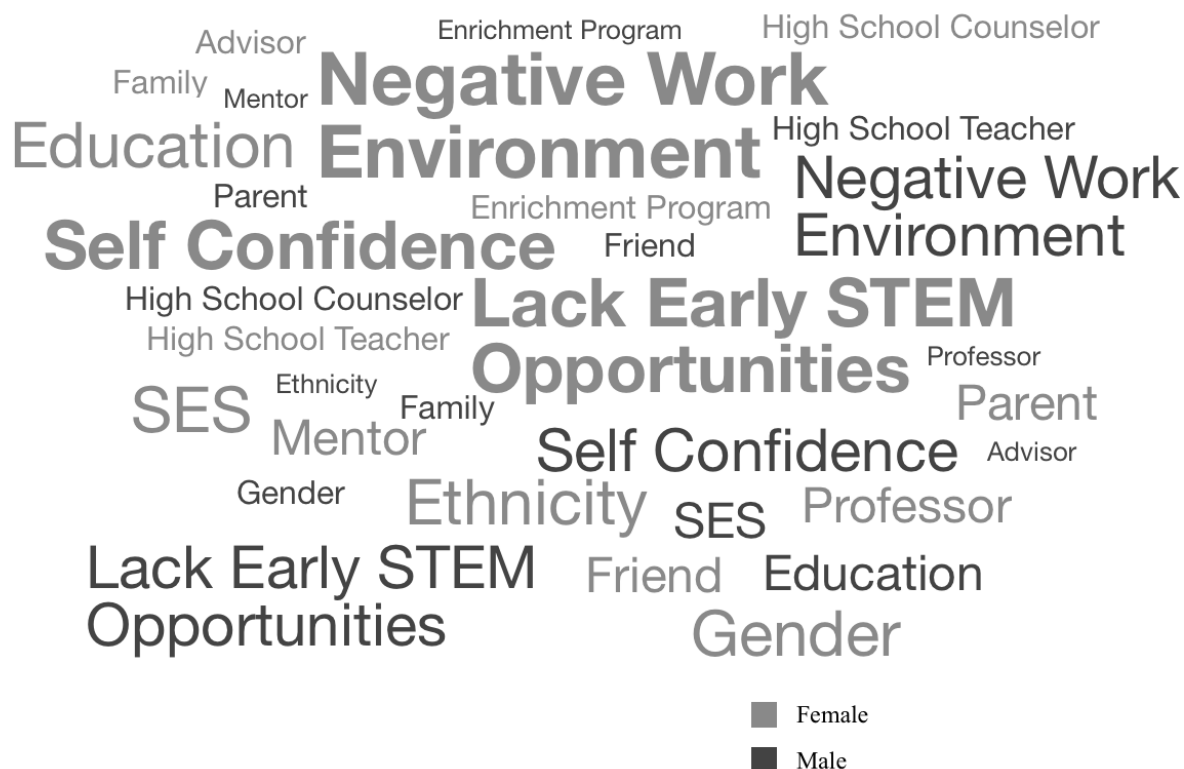 Enrichment Program
High School Counselor
Advisor
Family
Mentor
Negative Work
Environment
High School Teacher
Education
Negative Work
Environment
Parent
Enrichment Program
Self Confidence
Friend
High School Counselor
Lack Early STEM
Opportunities
High School Teacher
Professor
SES
Ethnicity
Family
Parent
Mentor
Self Confidence
Advisor
Gender
Ethnicity
SES
Professor
Lack Early STEM
Opportunities
Friend
Education
Gender
Female
Male